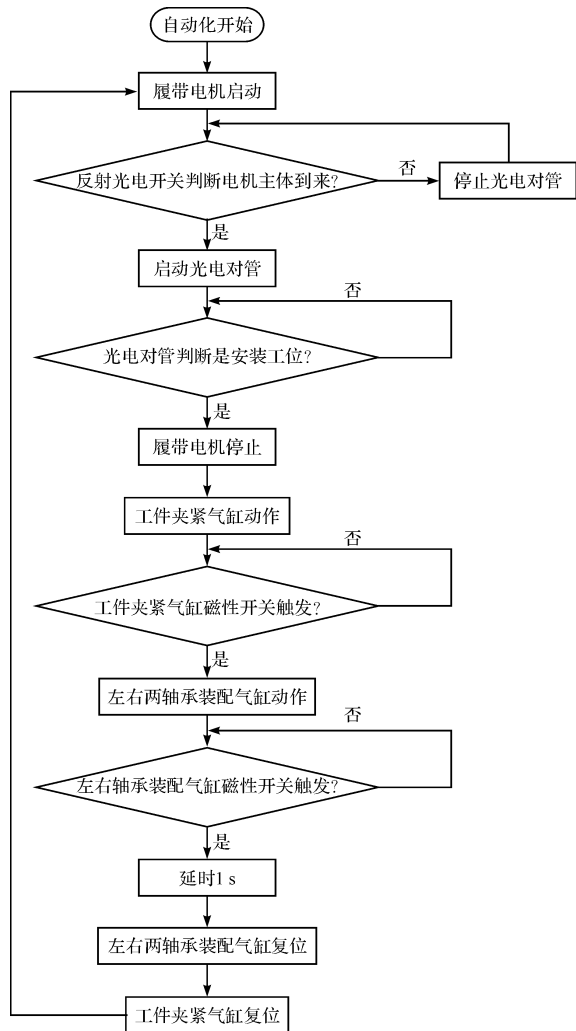 自动化开始
履带电机启动
反射光电开关判断电机主体到来?
否
停止光电对管
是
启动光电对管
否
光电对管判断是安装工位?
是
履带电机停止
工件夹紧气缸动作
否
工件夹紧气缸磁性开关触发?
是
左右两轴承装配气缸动作
否
左右轴承装配气缸磁性开关触发?
是
延时1 s
左右两轴承装配气缸复位
工件夹紧气缸复位